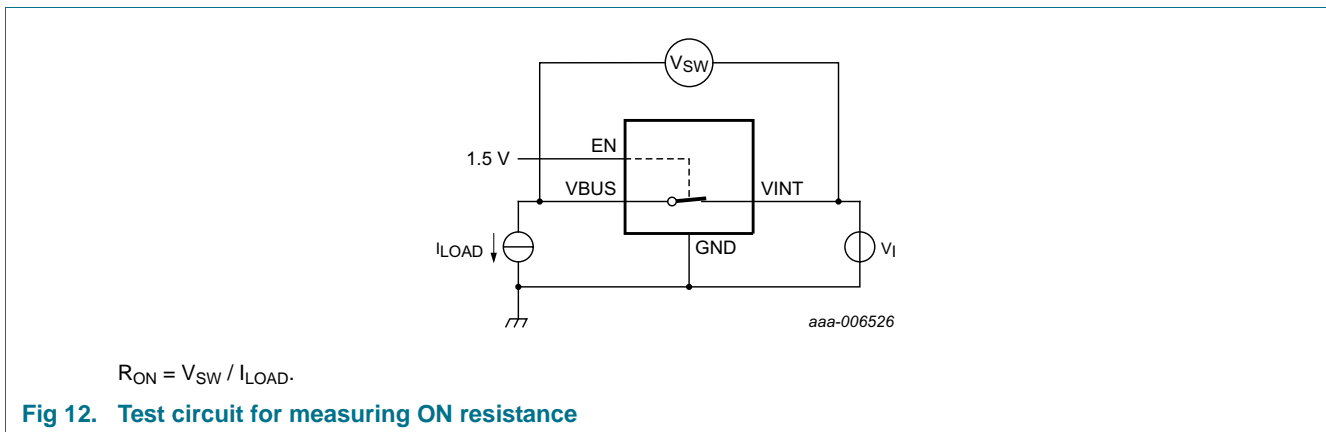 VSW
EN
1.5 V
VBUS
VINT
ILOAD
GND
VI
aaa-006526
RON = VSW / ILOAD.
Fig 12. Test circuit for measuring ON resistance